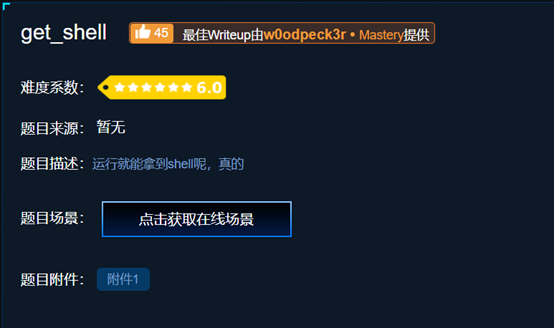 get_shell 45 最佳Writeup由w0odpeck3r • Mastery提供
难度系数： 6.0
题目来源： 暂无
题目描述：运行就能拿到shell呢，真的
题目场景： 点击获取在线场景
题目附件： 附件1